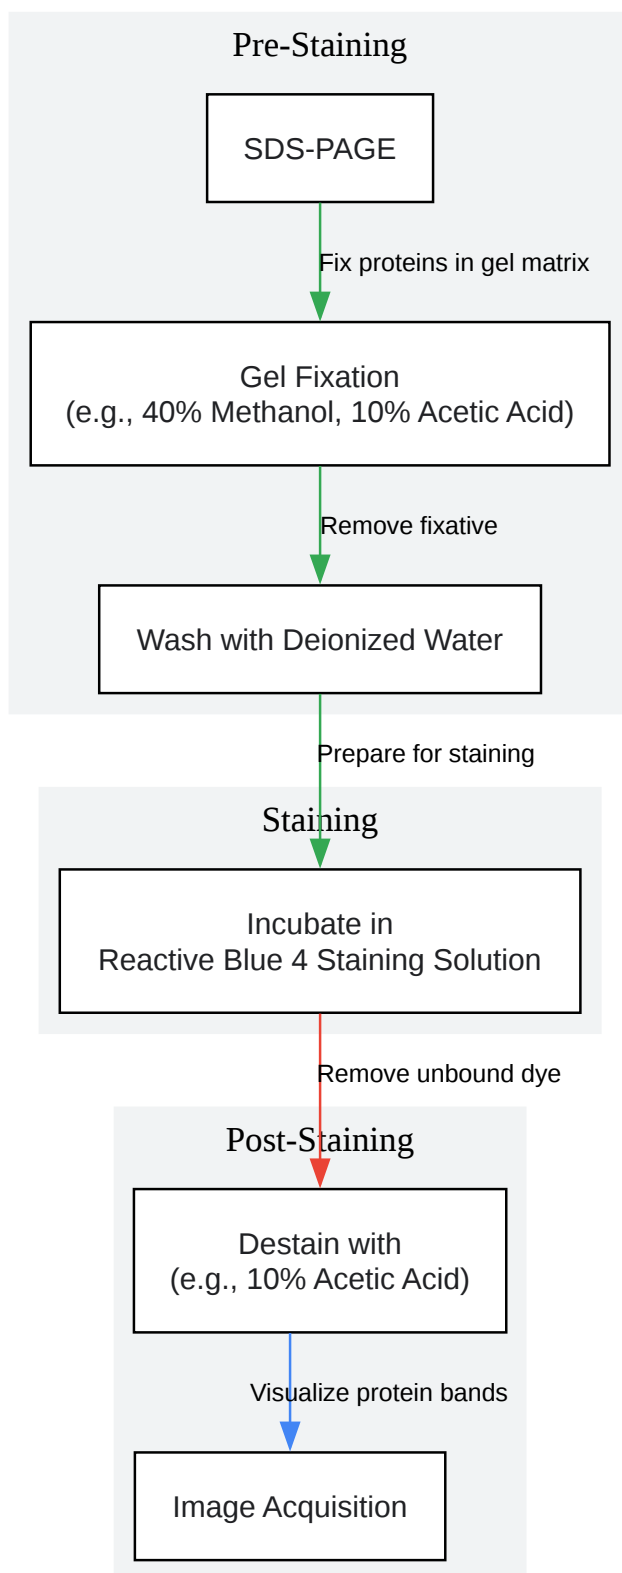 Pre-Staining
SDS-PAGE
Fix proteins in gel matrix
Gel Fixation
(e.g., 40% Methanol, 10% Acetic Acid)
Remove fixative
Wash with Deionized Water
Prepare for staining
Staining
Incubate in
Reactive Blue 4 Staining Solution
Remove unbound dye
Post-Staining
Destain with
(e.g., 10% Acetic Acid)
Visualize protein bands
Image Acquisition